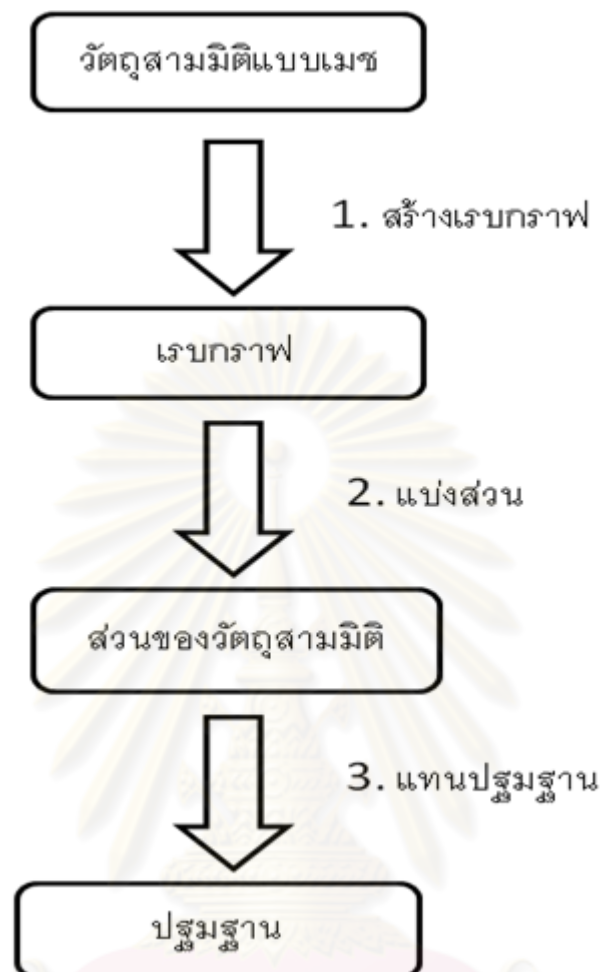 วัตถุสามมิติแบบเมช
1. สร้างเรบกราฟ
เรบกราฟ
2. แบ่งส่วน
ส่วนของวัตถุสามมิติ
3. แทนปฐมฐาน
ปฐมฐาน